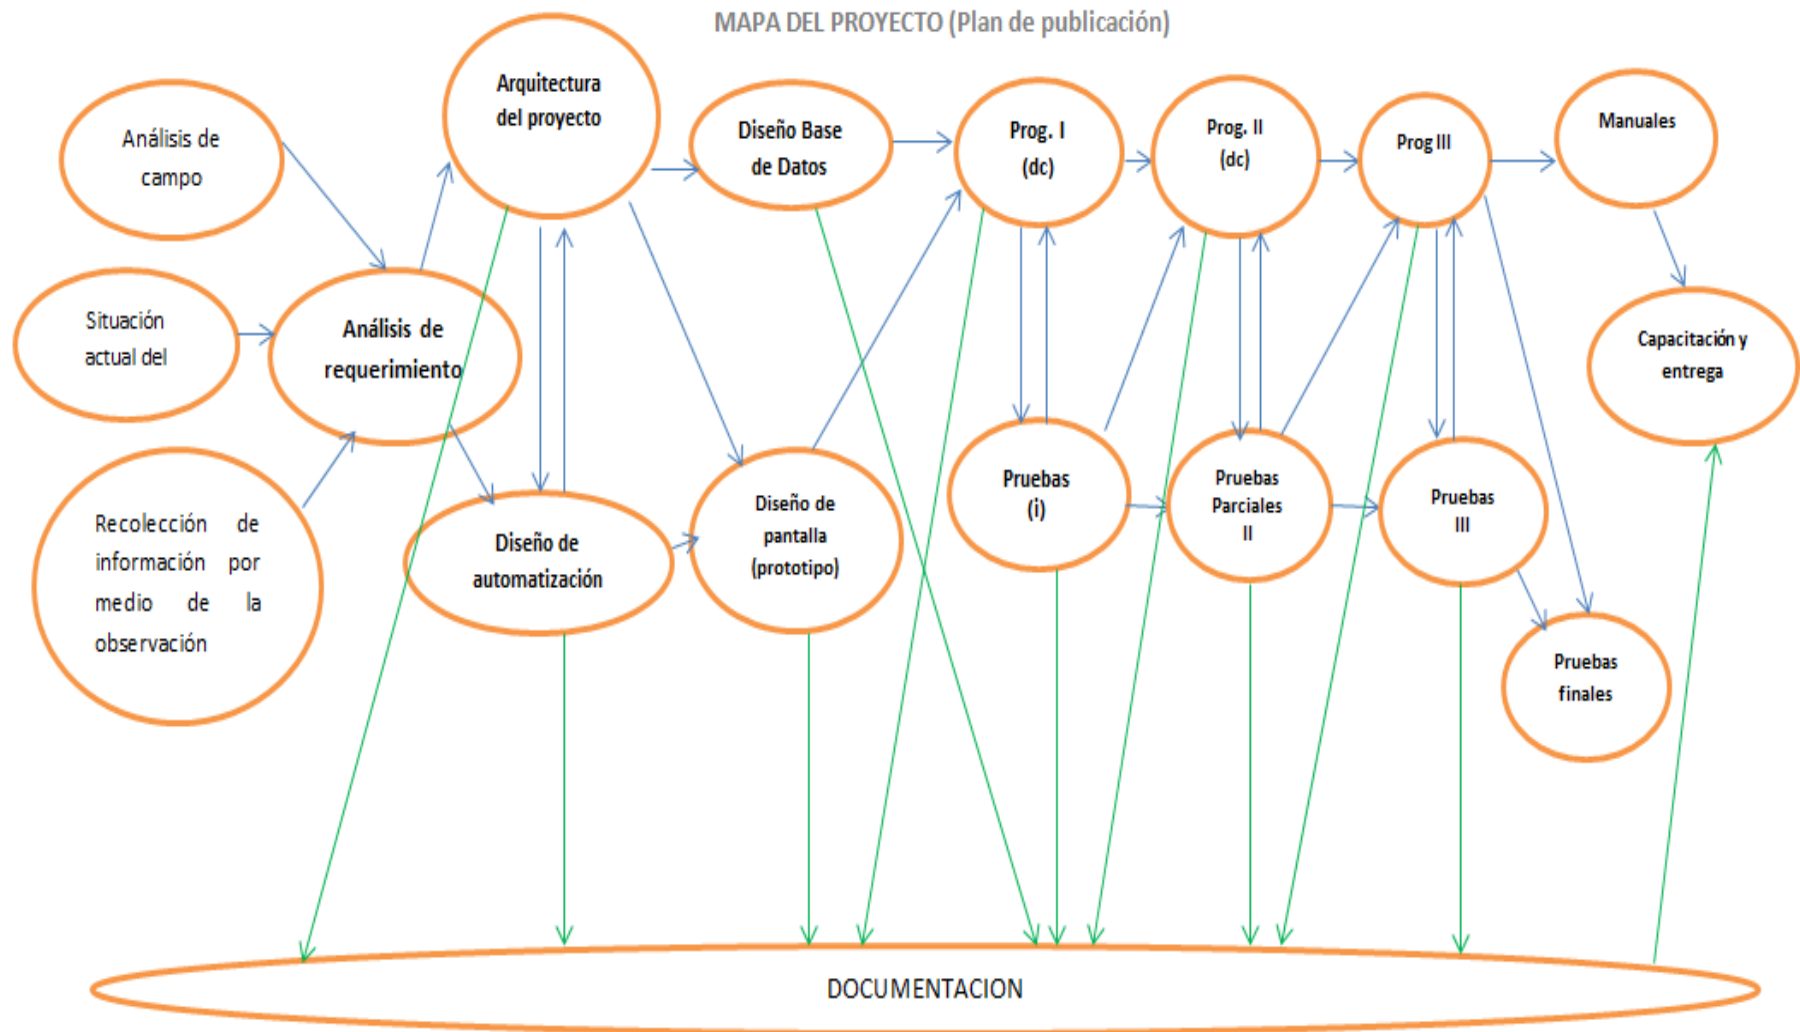 MAPA DEL PROYECTO (Plan de publicación)
Análisis de
campo
Situación
actual del
Recolección de
información por
medio de la
observación
Análisis de
requerimiento
Arquitectura
del proyecto
Diseño de
automatización
Diseño Base
de Datos
Diseño de
pantalla
(prototipo)
Prog. I
(dc)
Pruebas
(i)
Prog. II
(dc)
Pruebas
Parciales
II
Prog III
Pruebas
III
Pruebas
finales
Manuales
Capacitación y
entrega
DOCUMENTACION